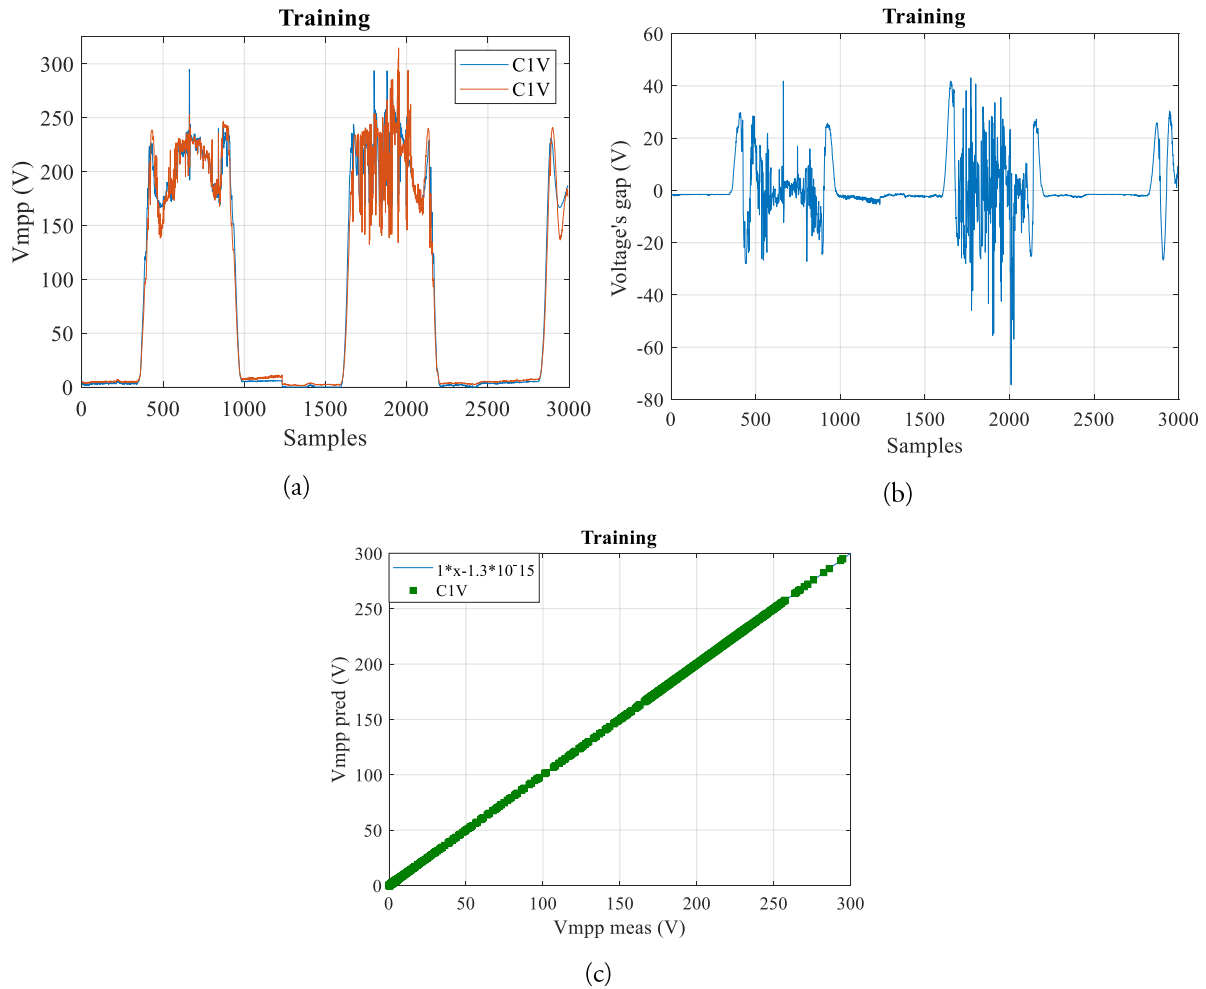 Training
300
250
200
150
100
50
0
Vmpp (V)
C1V
C1V
0 500 1000 1500 2000 2500 3000
Samples
(a)
Training
60
40
20
0
-20
-40
-60
-80
Voltage's gap (V)
0 500 1000 1500 2000 2500 3000
Samples
(b)
Training
300
250
200
150
100
50
0
Vmpp pred (V)
1*x-1.3*10-15
C1V
0 50 100 150 200 250 300
Vmpp meas (V)
(c)